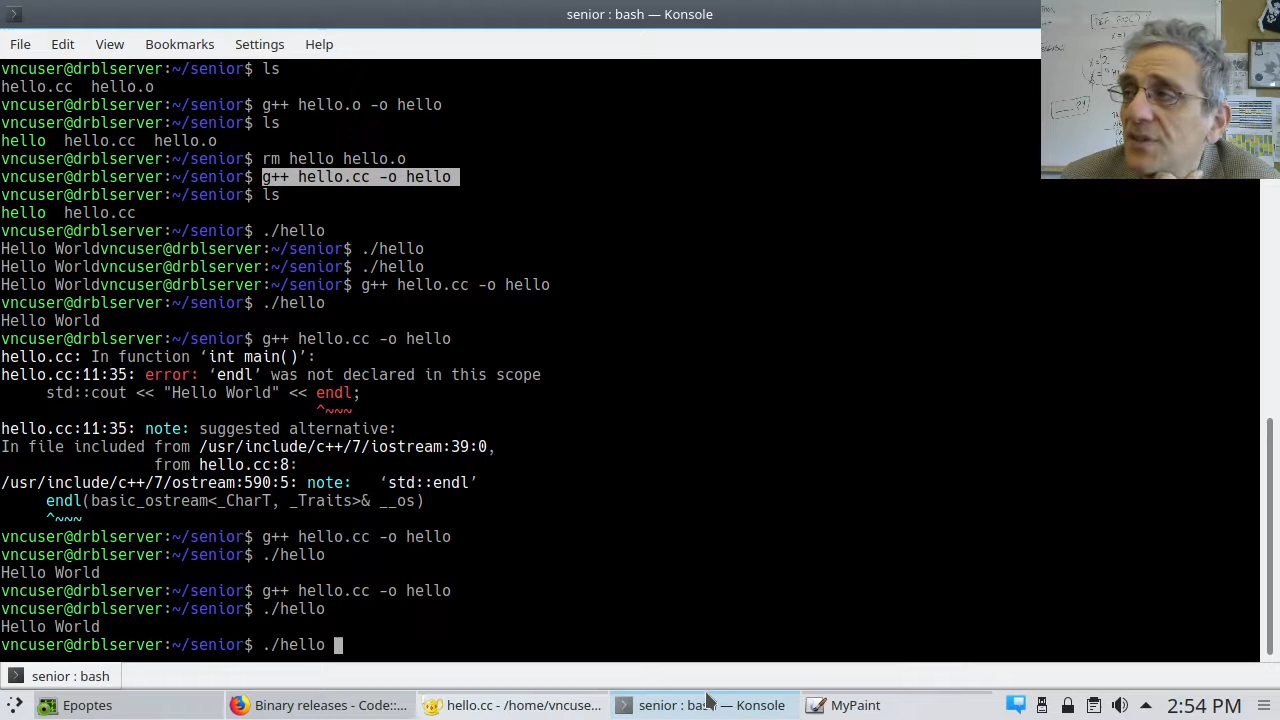 senior : bash — Konsole
File Edit View Bookmarks Settings Help
vncuser@drblserver:~/senior$ ls
hello.cc  hello.o
vncuser@drblserver:~/senior$ g++ hello.o -o hello
vncuser@drblserver:~/senior$ ls
hello  hello.cc  hello.o
vncuser@drblserver:~/senior$ rm hello hello.o
vncuser@drblserver:~/senior$ g++ hello.cc -o hello
vncuser@drblserver:~/senior$ ls
hello  hello.cc
vncuser@drblserver:~/senior$ ./hello
Hello Worldvncuser@drblserver:~/senior$ ./hello
Hello Worldvncuser@drblserver:~/senior$ ./hello
Hello Worldvncuser@drblserver:~/senior$ g++ hello.cc -o hello
vncuser@drblserver:~/senior$ ./hello
Hello World
vncuser@drblserver:~/senior$ g++ hello.cc -o hello
hello.cc: In function ‘int main()’:
hello.cc:11:35: error: ‘endl’ was not declared in this scope
     std::cout << "Hello World" << endl;
                                   ^~~~
hello.cc:11:35: note: suggested alternative:
In file included from /usr/include/c++/7/iostream:39:0,
                 from hello.cc:8:
/usr/include/c++/7/ostream:590:5: note:   ‘std::endl’
     endl(basic_ostream<_CharT, _Traits>& __os)
     ^~~~
vncuser@drblserver:~/senior$ g++ hello.cc -o hello
vncuser@drblserver:~/senior$ ./hello
Hello World
vncuser@drblserver:~/senior$ g++ hello.cc -o hello
vncuser@drblserver:~/senior$ ./hello
Hello World
vncuser@drblserver:~/senior$ ./hello
senior : bash
Epoptes
Binary releases - Code::...
hello.cc - /home/vncuse...
senior : bash — Konsole
MyPaint
2:54 PM